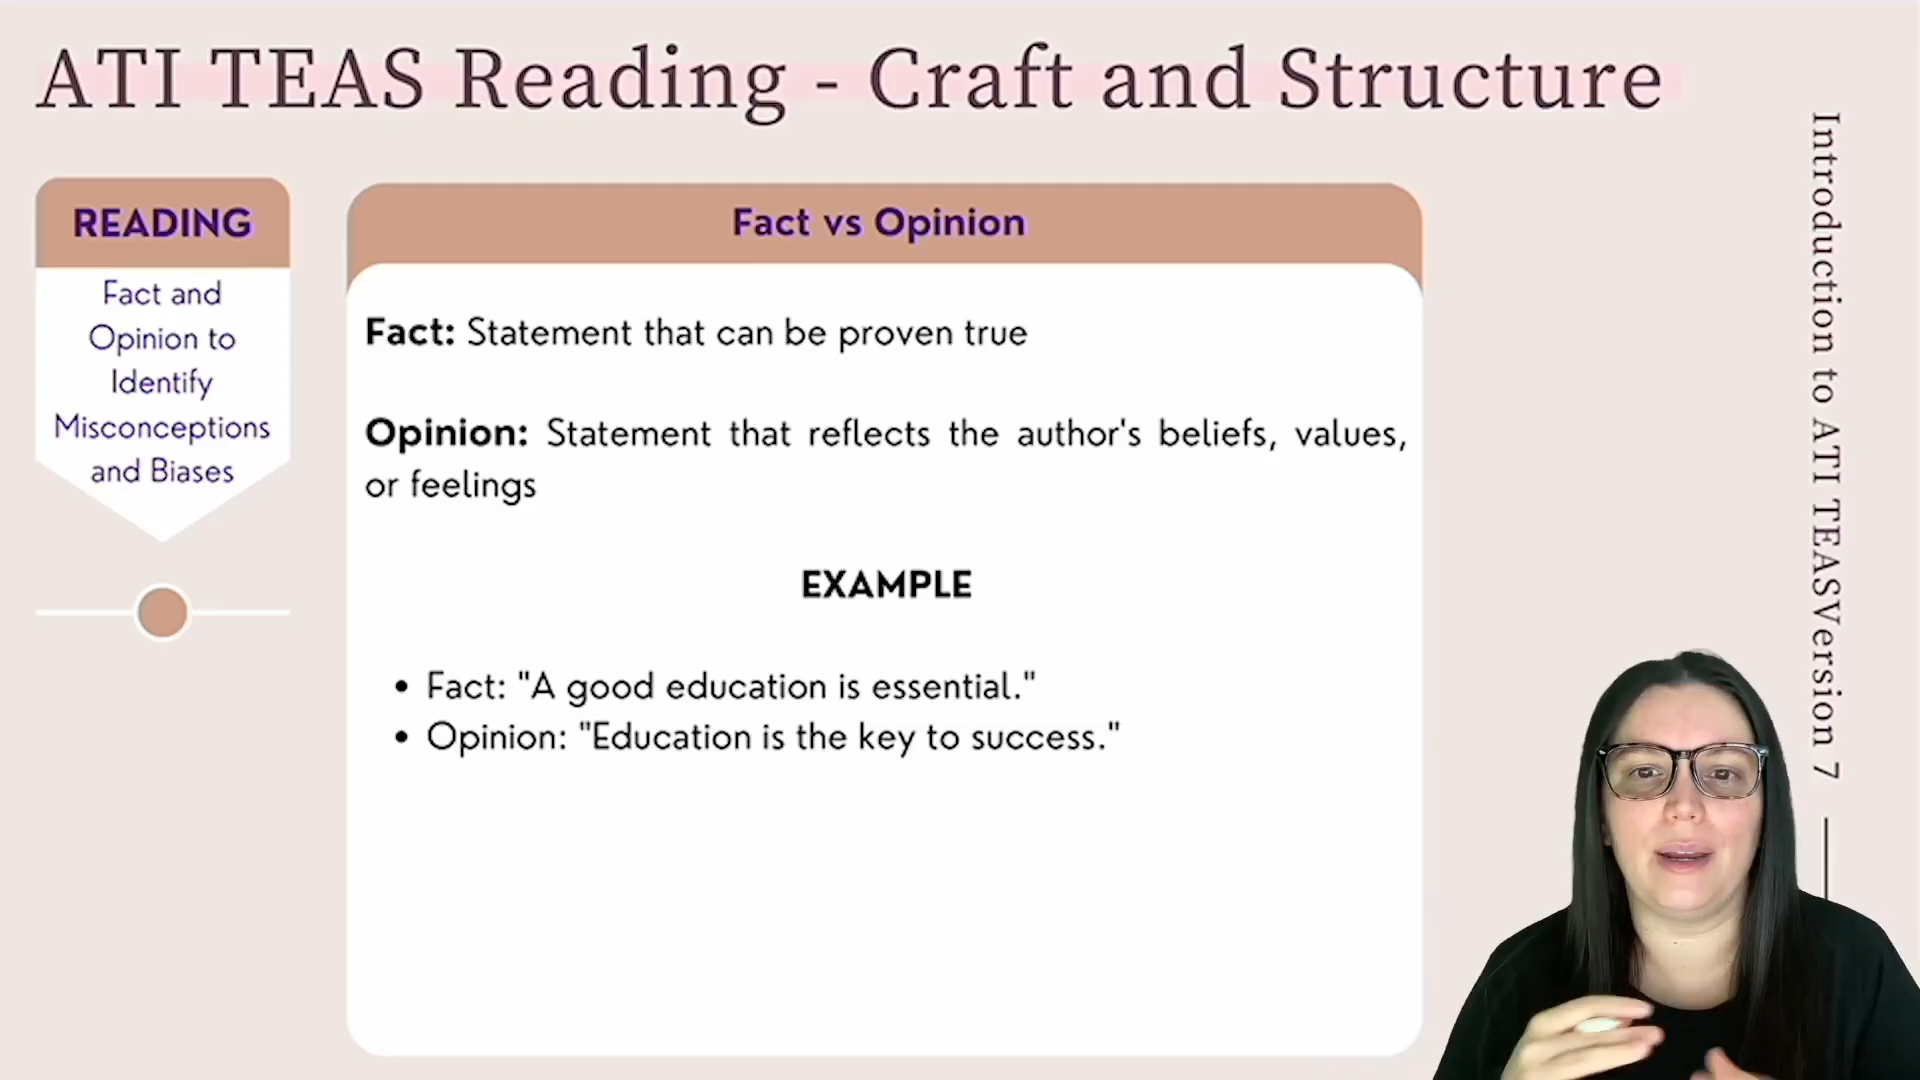 ATI TEAS Reading - Craft and Structure
READING
Fact and
Opinion to
Identify
Misconceptions
and Biases
Fact vs Opinion
Fact: Statement that can be proven true
Opinion: Statement that reflects the author's beliefs, values,
or feelings
EXAMPLE
• Fact: "A good education is essential."
• Opinion: "Education is the key to success."
Introduction to ATI TEASVersion 7